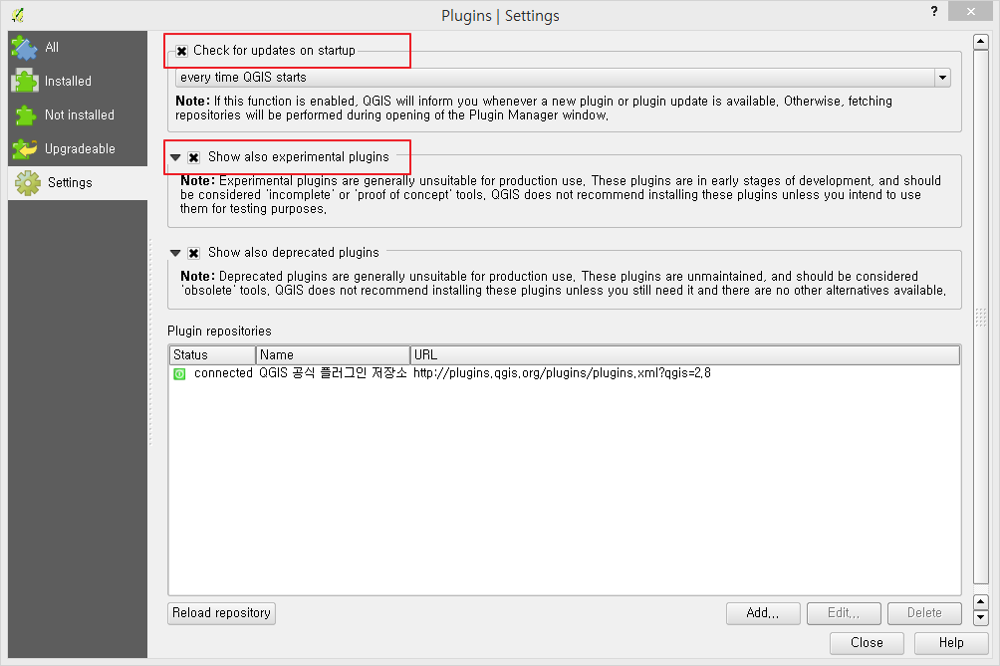 Plugins | Settings
?
All
Installed
Not installed
Upgradeable
Settings
Check for updates on startup
every time QGIS starts
Note: If this function is enabled, QGIS will inform you whenever a new plugin or plugin update is available. Otherwise, fetching
repositories will be performed during opening of the Plugin Manager window.
Show also experimental plugins
Note: Experimental plugins are generally unsuitable for production use. These plugins are in early stages of development, and should
be considered 'incomplete' or 'proof of concept' tools. QGIS does not recommend installing these plugins unless you intend to use
them for testing purposes.
Show also deprecated plugins
Note: Deprecated plugins are generally unsuitable for production use. These plugins are unmaintained, and should be considered
'obsolete' tools. QGIS does not recommend installing these plugins unless you still need it and there are no other alternatives available.
Plugin repositories
Status Name URL
connected QGIS 공식 플러그인 저장소 http://plugins.qgis.org/plugins/plugins.xml?qgis=2.8
Reload repository Add... Edit... Delete
Close Help